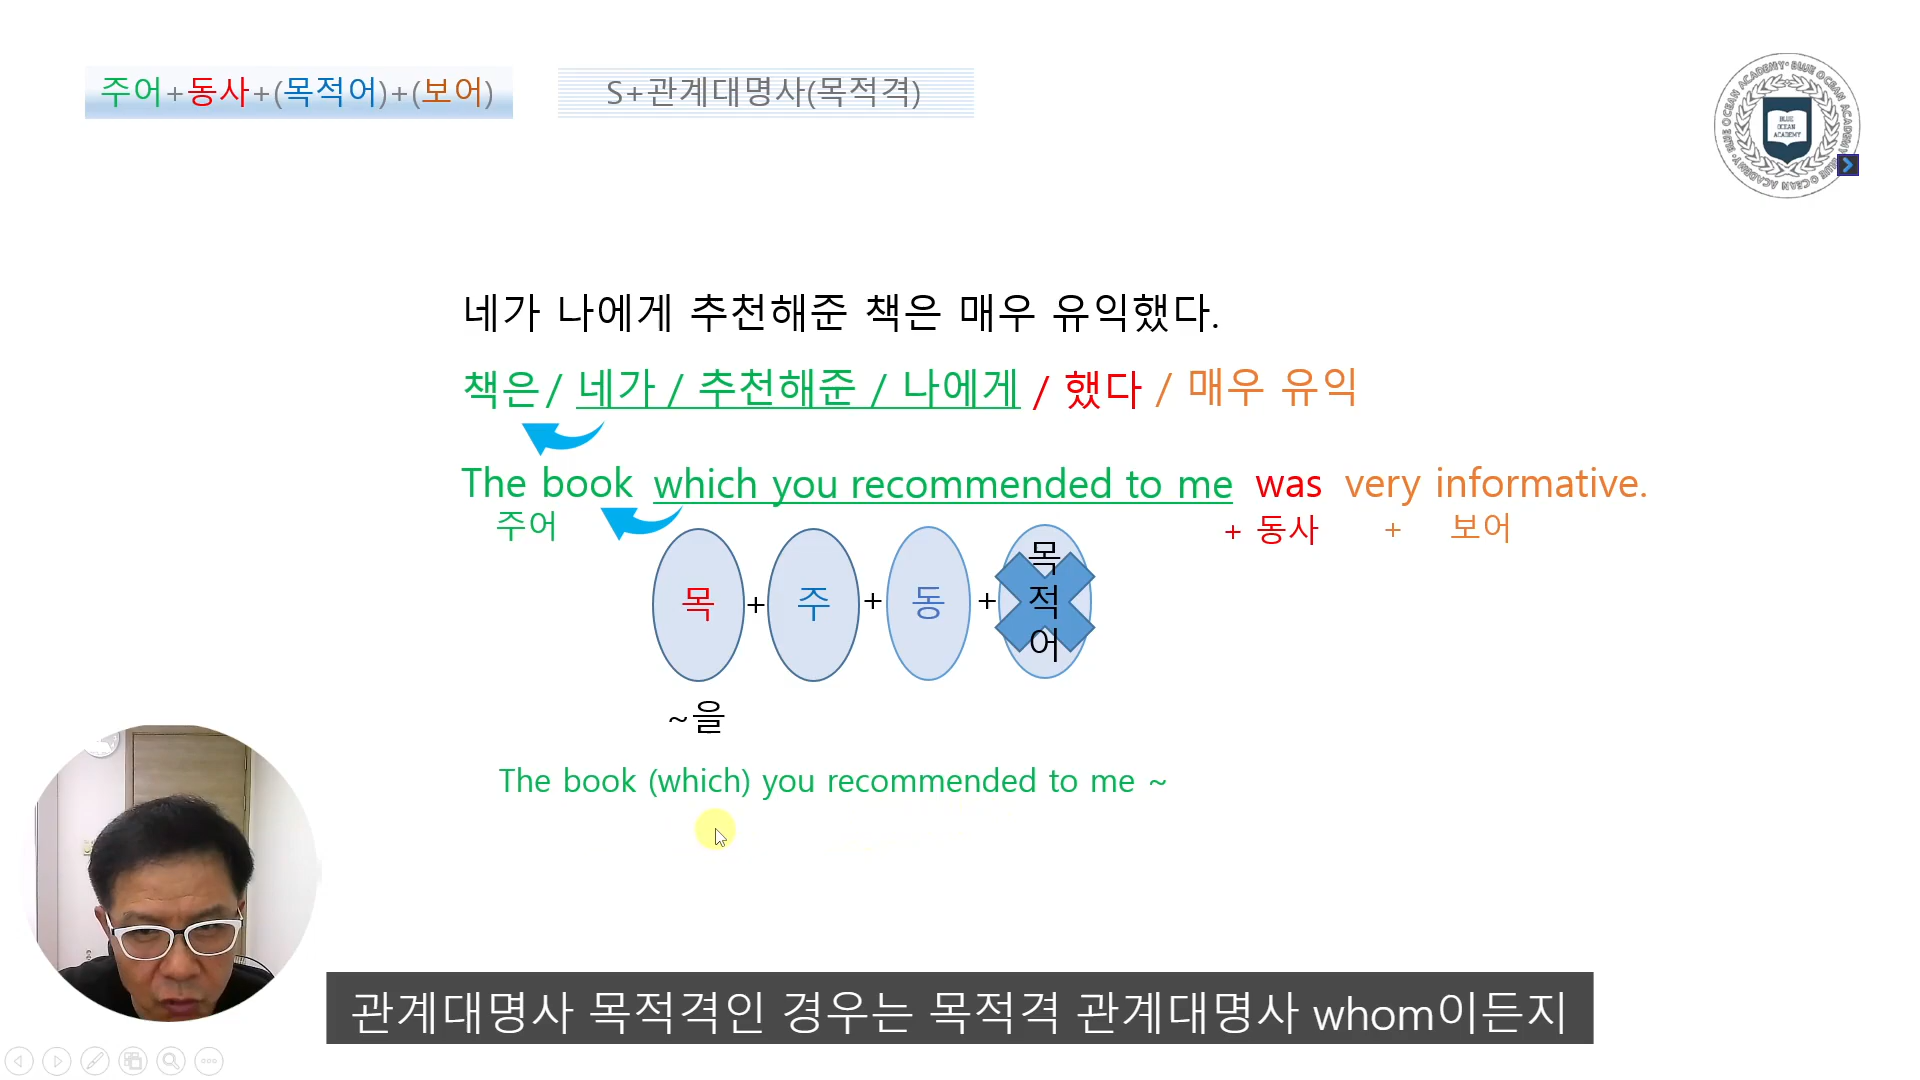 주어+동사+(목적어)+(보어)
S+관계대명사(목적격)
BLUE OCEAN ACADEMY
네가 나에게 추천해준 책은 매우 유익했다.
책은 / 네가 / 추천해준 / 나에게 / 했다 / 매우 유익
The book which you recommended to me was very informative.
주어 + 동사 + 보어
목 + 주 + 동 + 목적어
~을
The book (which) you recommended to me ~
관계대명사 목적격인 경우는 목적격 관계대명사 whom이든지